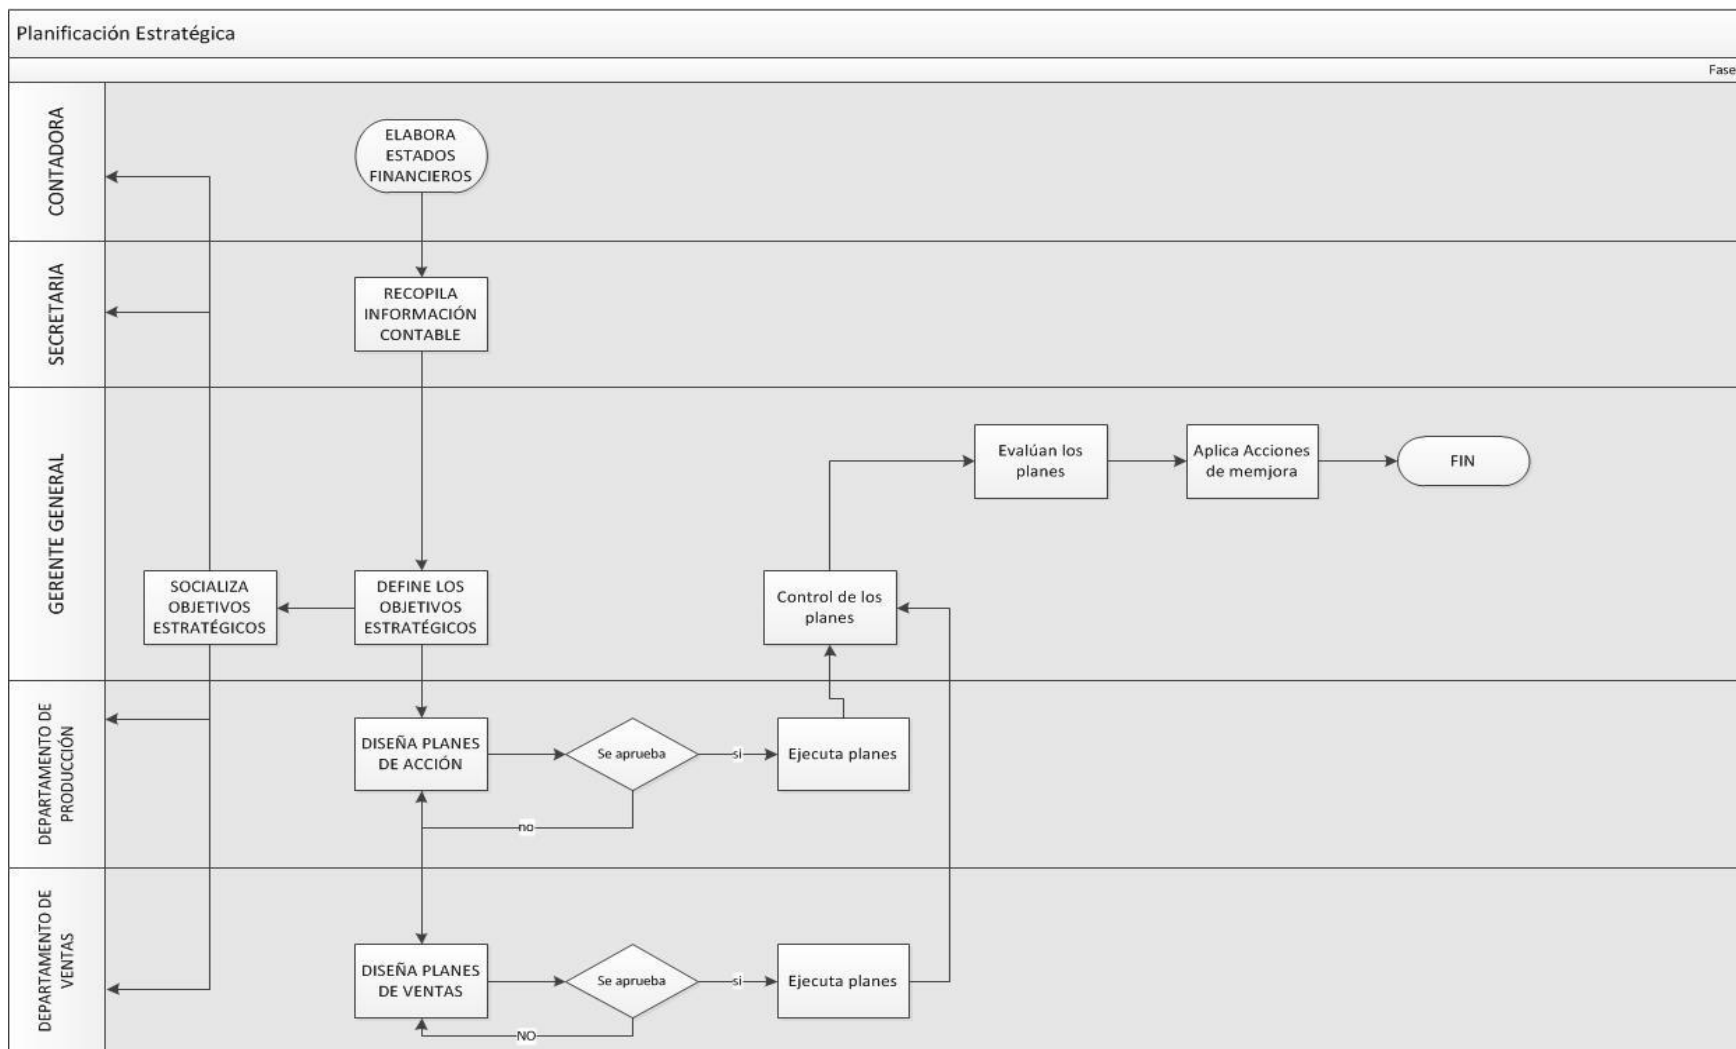 Planificación Estratégica
Fase
CONTADORA
ELABORA
ESTADOS
FINANCIEROS
SECRETARIA
RECOPILA
INFORMACIÓN
CONTABLE
GERENTE GENERAL
Evalúan los
planes
Aplica Acciones
de memjora
FIN
SOCIALIZA
OBJETIVOS
ESTRATÉGICOS
DEFINE LOS
OBJETIVOS
ESTRATÉGICOS
Control de los
planes
DEPARTAMENTO DE
PRODUCCIÓN
DISEÑA PLANES
DE ACCIÓN
Se aprueba
si
Ejecuta planes
no
DEPARTAMENTO DE
VENTAS
DISEÑA PLANES
DE VENTAS
Se aprueba
si
Ejecuta planes
NO